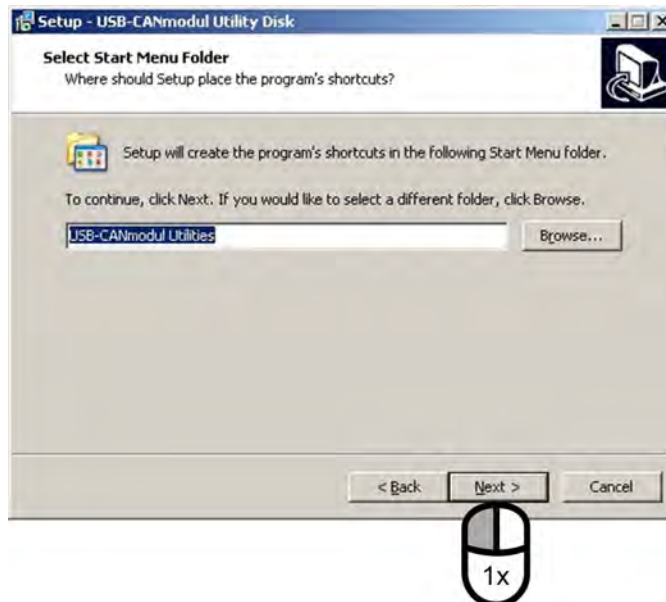 Setup - USB-CANmodul Utility Disk
Select Start Menu Folder
Where should Setup place the program's shortcuts?
Setup will create the program's shortcuts in the following Start Menu folder.
To continue, click Next. If you would like to select a different folder, click Browse.
USB-CANmodul Utilities
Browse...
< Back
Next >
Cancel
1x